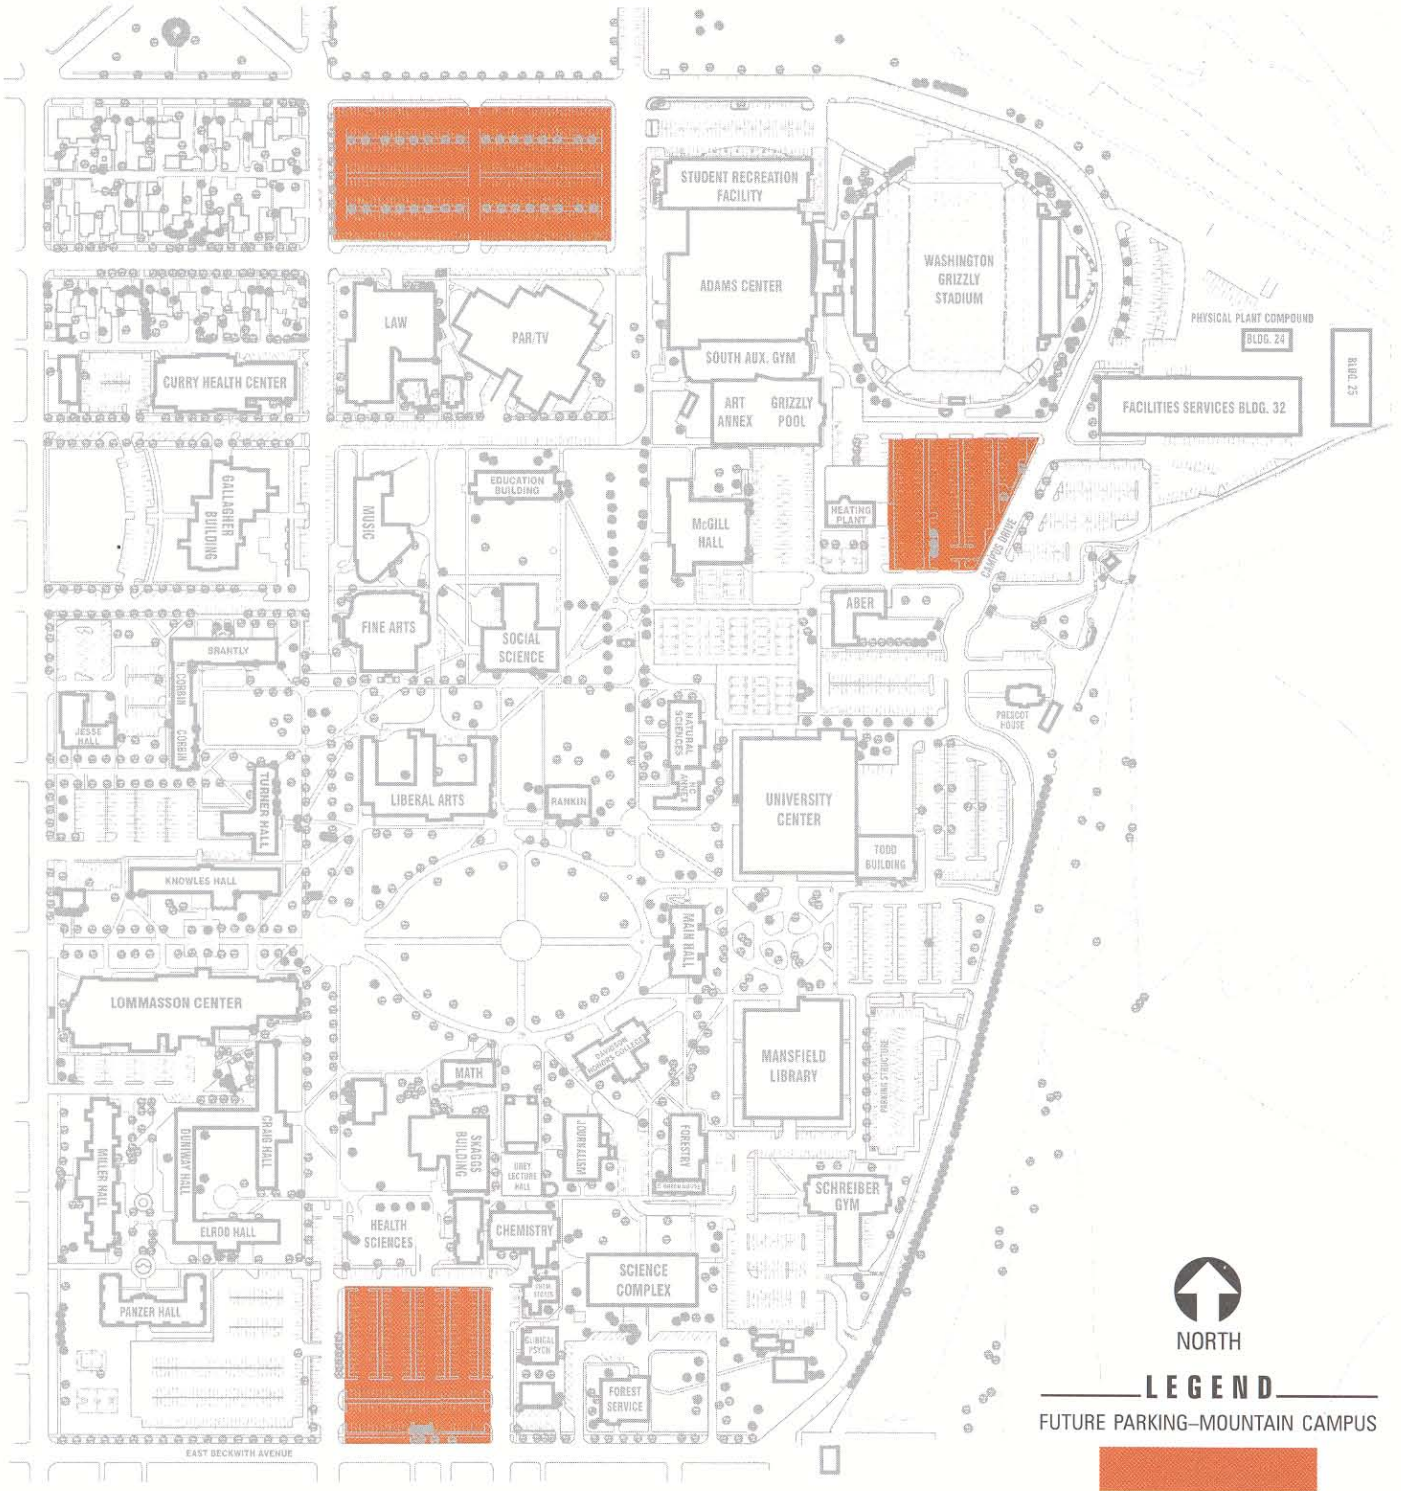 STUDENT RECREATION
FACILITY
ADAMS CENTER
WASHINGTON
GRIZZLY
STADIUM
PHYSICAL PLANT COMPOUND
BLDG. 24
BLDG. 25
LAW
PAR/TV
SOUTH AUX. GYM
CURRY HEALTH CENTER
ART
ANNEX
GRIZZLY
POOL
FACILITIES SERVICES BLDG. 32
GALLAGHER
BUILDING
MUSIC
EDUCATION
BUILDING
McGILL
HALL
HEATING
PLANT
CAMPUS DRIVE
ABER
FINE ARTS
SOCIAL
SCIENCE
BRANTLY
N. CORBIN
CORBIN
JESSE
HALL
NATURAL
SCIENCES
PRESCOT
HOUSE
TURNER HALL
LIBERAL ARTS
RANKIN
ANNEX
UNIVERSITY
CENTER
TODD
BUILDING
KNOWLES HALL
MAIN HALL
LOMMASSON CENTER
DAVIDSON
HONORS COLLEGE
MANSFIELD
LIBRARY
PARKING STRUCTURE
MATH
CRAIG HALL
DUNIWAY HALL
MILLER HALL
SKAGGS
BUILDING
UREY
LECTURE
HALL
JOURNALISM
FORESTRY
SCHREIBER
GYM
ELROD HALL
HEALTH
SCIENCES
CHEMISTRY
SCIENCE
COMPLEX
PANZER HALL
CLINICAL
PSYCH
FOREST
SERVICE
EAST BECKWITH AVENUE
NORTH
LEGEND
FUTURE PARKING–MOUNTAIN CAMPUS